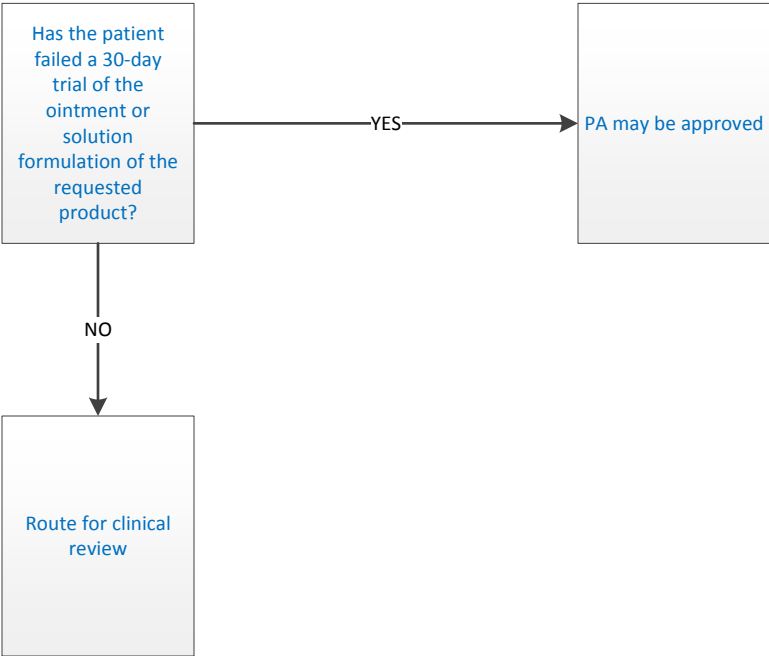 Has the patient
failed a 30-day
trial of the
ointment or
solution
formulation of the
requested
product?
YES
PA may be approved
NO
Route for clinical
review